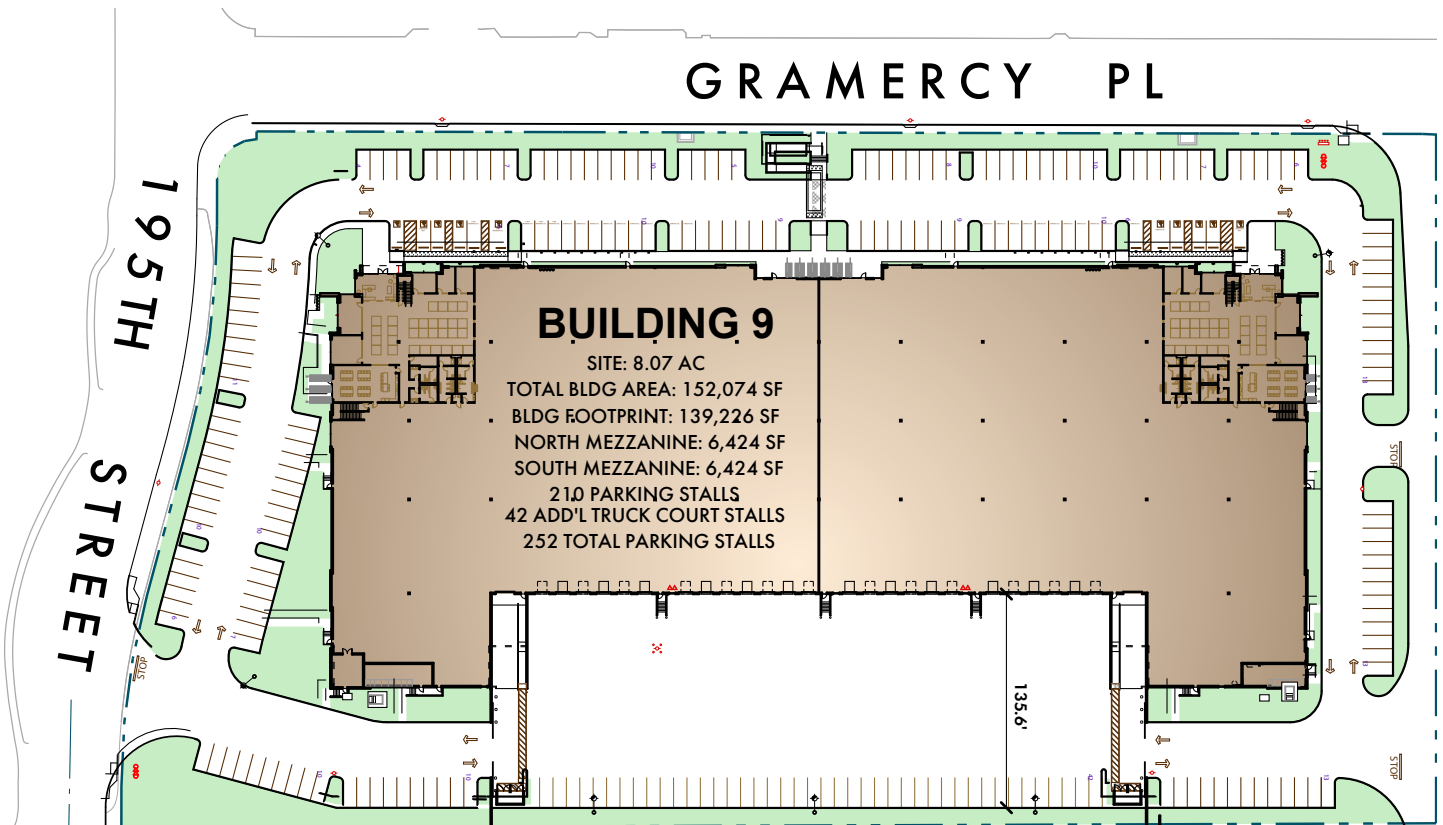 GRAMERCY PL
195TH STREET
BUILDING 9
SITE: 8.07 AC
TOTAL BLDG AREA: 152,074 SF
BLDG FOOTPRINT: 139,226 SF
NORTH MEZZANINE: 6,424 SF
SOUTH MEZZANINE: 6,424 SF
210 PARKING STALLS
42 ADD'L TRUCK COURT STALLS
252 TOTAL PARKING STALLS
135.6'
STOP
STOP
STOP